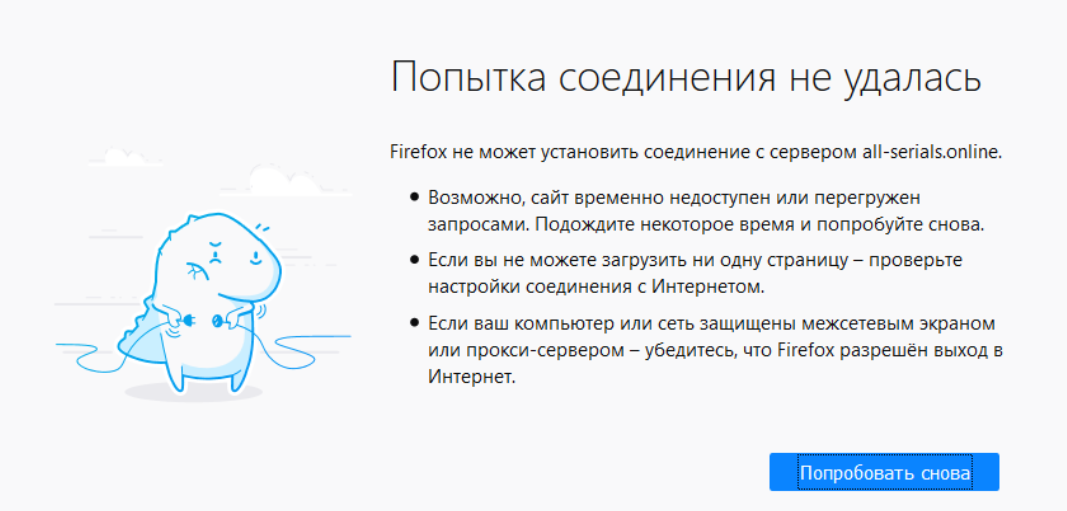 Попытка соединения не удалась
Firefox не может установить соединение с сервером all-serials.online.
Возможно, сайт временно недоступен или перегружен
запросами. Подождите некоторое время и попробуйте снова.
Если вы не можете загрузить ни одну страницу – проверьте
настройки соединения с Интернетом.
Если ваш компьютер или сеть защищены межсетевым экраном
или прокси-сервером – убедитесь, что Firefox разрешён выход в
Интернет.
Попробовать снова